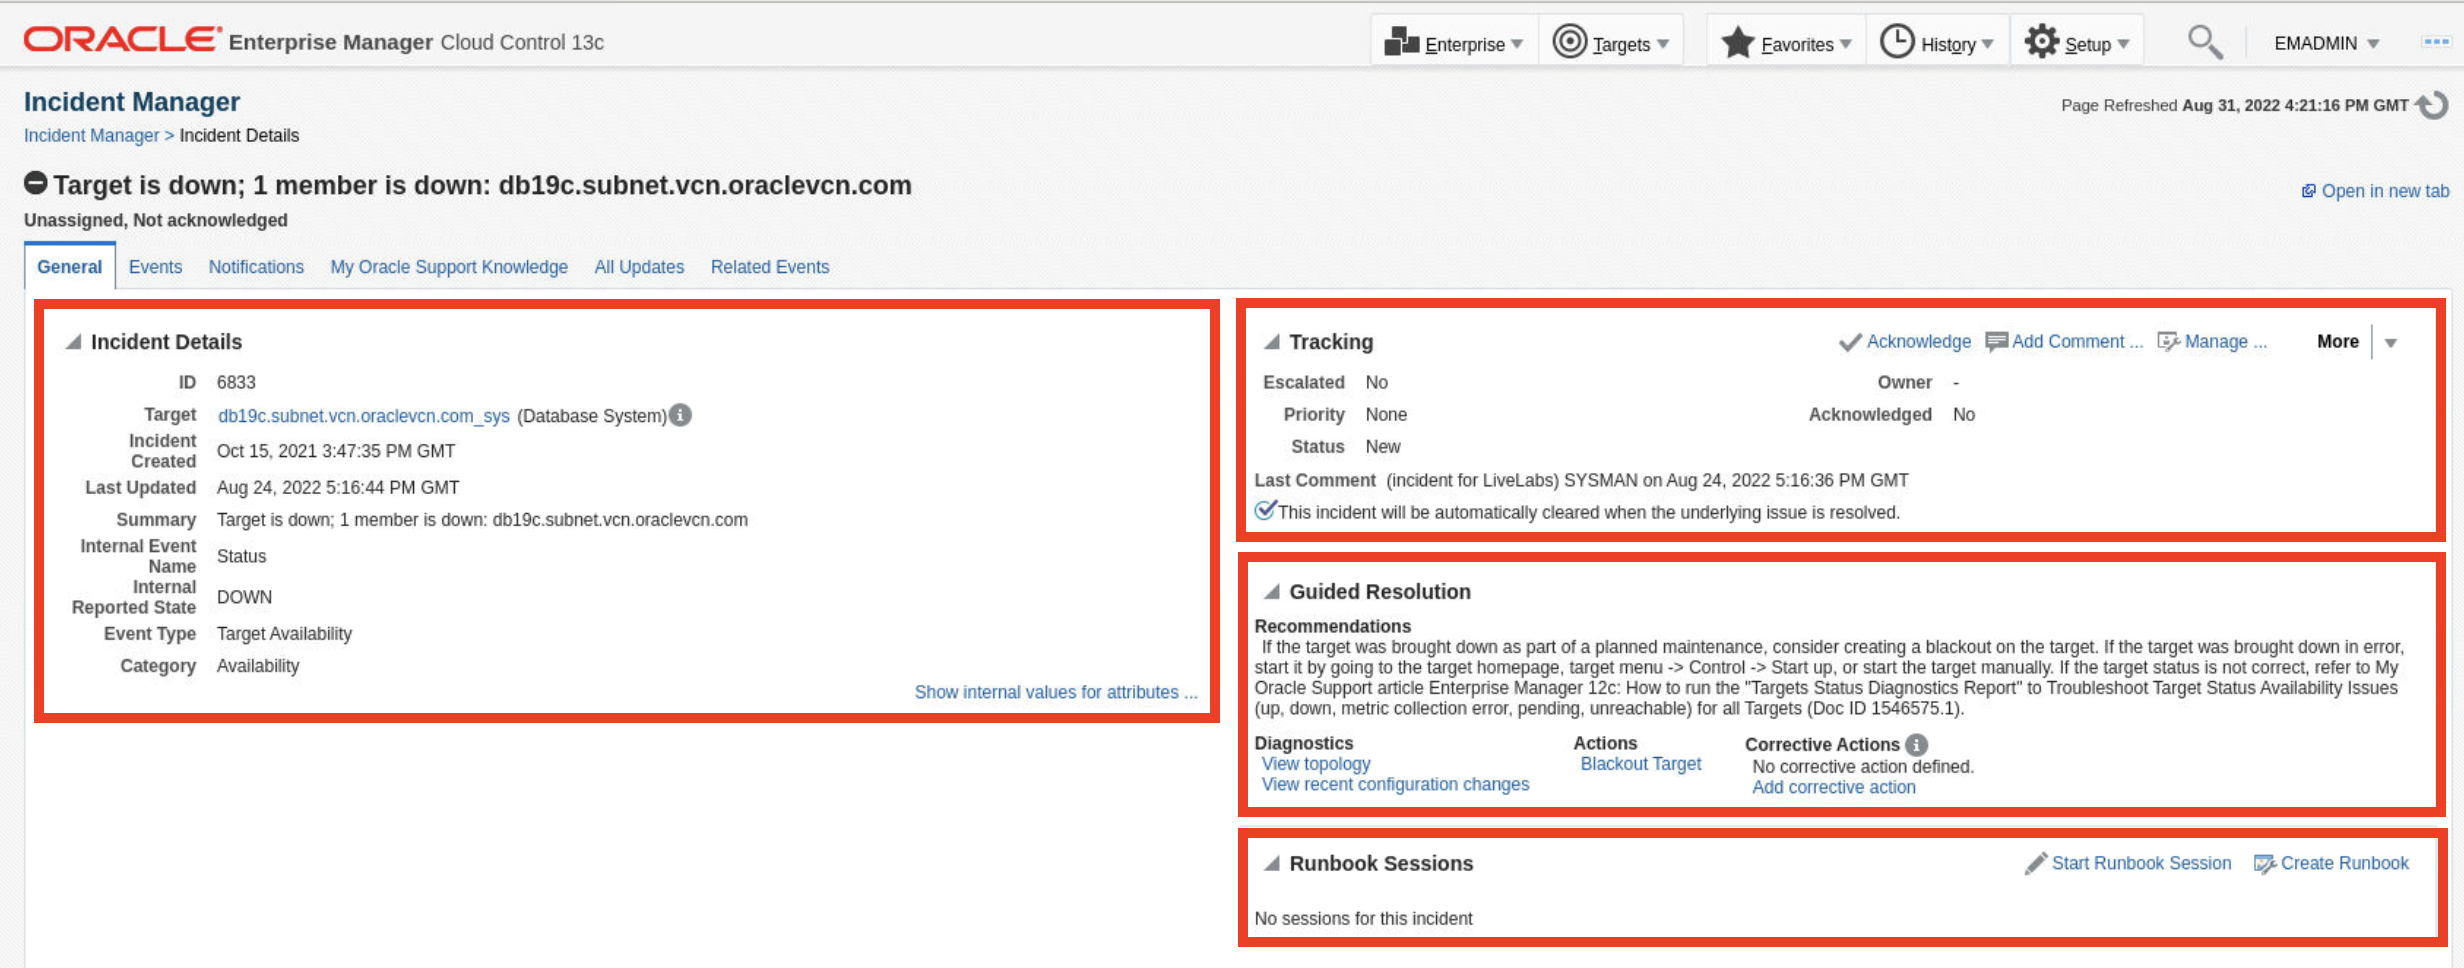 ORACLE Enterprise Manager Cloud Control 13c
Enterprise
Targets
Favorites
History
Setup
EMADMIN
Incident Manager
Page Refreshed Aug 31, 2022 4:21:16 PM GMT
Incident Manager > Incident Details
Target is down; 1 member is down: db19c.subnet.vcn.oraclevcn.com
Open in new tab
Unassigned, Not acknowledged
General Events Notifications My Oracle Support Knowledge All Updates Related Events
Incident Details
ID 6833
Target db19c.subnet.vcn.oraclevcn.com_sys (Database System)
Incident
Created Oct 15, 2021 3:47:35 PM GMT
Last Updated Aug 24, 2022 5:16:44 PM GMT
Summary Target is down; 1 member is down: db19c.subnet.vcn.oraclevcn.com
Internal Event
Name Status
Internal
Reported State DOWN
Event Type Target Availability
Category Availability
Show internal values for attributes ...
Tracking
Acknowledge Add Comment ... Manage ... More
Escalated No Owner -
Priority None Acknowledged No
Status New
Last Comment (incident for LiveLabs) SYSMAN on Aug 24, 2022 5:16:36 PM GMT
This incident will be automatically cleared when the underlying issue is resolved.
Guided Resolution
Recommendations
If the target was brought down as part of a planned maintenance, consider creating a blackout on the target. If the target was brought down in error,
start it by going to the target homepage, target menu -> Control -> Start up, or start the target manually. If the target status is not correct, refer to My
Oracle Support article Enterprise Manager 12c: How to run the "Targets Status Diagnostics Report" to Troubleshoot Target Status Availability Issues
(up, down, metric collection error, pending, unreachable) for all Targets (Doc ID 1546575.1).
Diagnostics Actions Corrective Actions
View topology Blackout Target No corrective action defined.
View recent configuration changes Add corrective action
Runbook Sessions
Start Runbook Session Create Runbook
No sessions for this incident